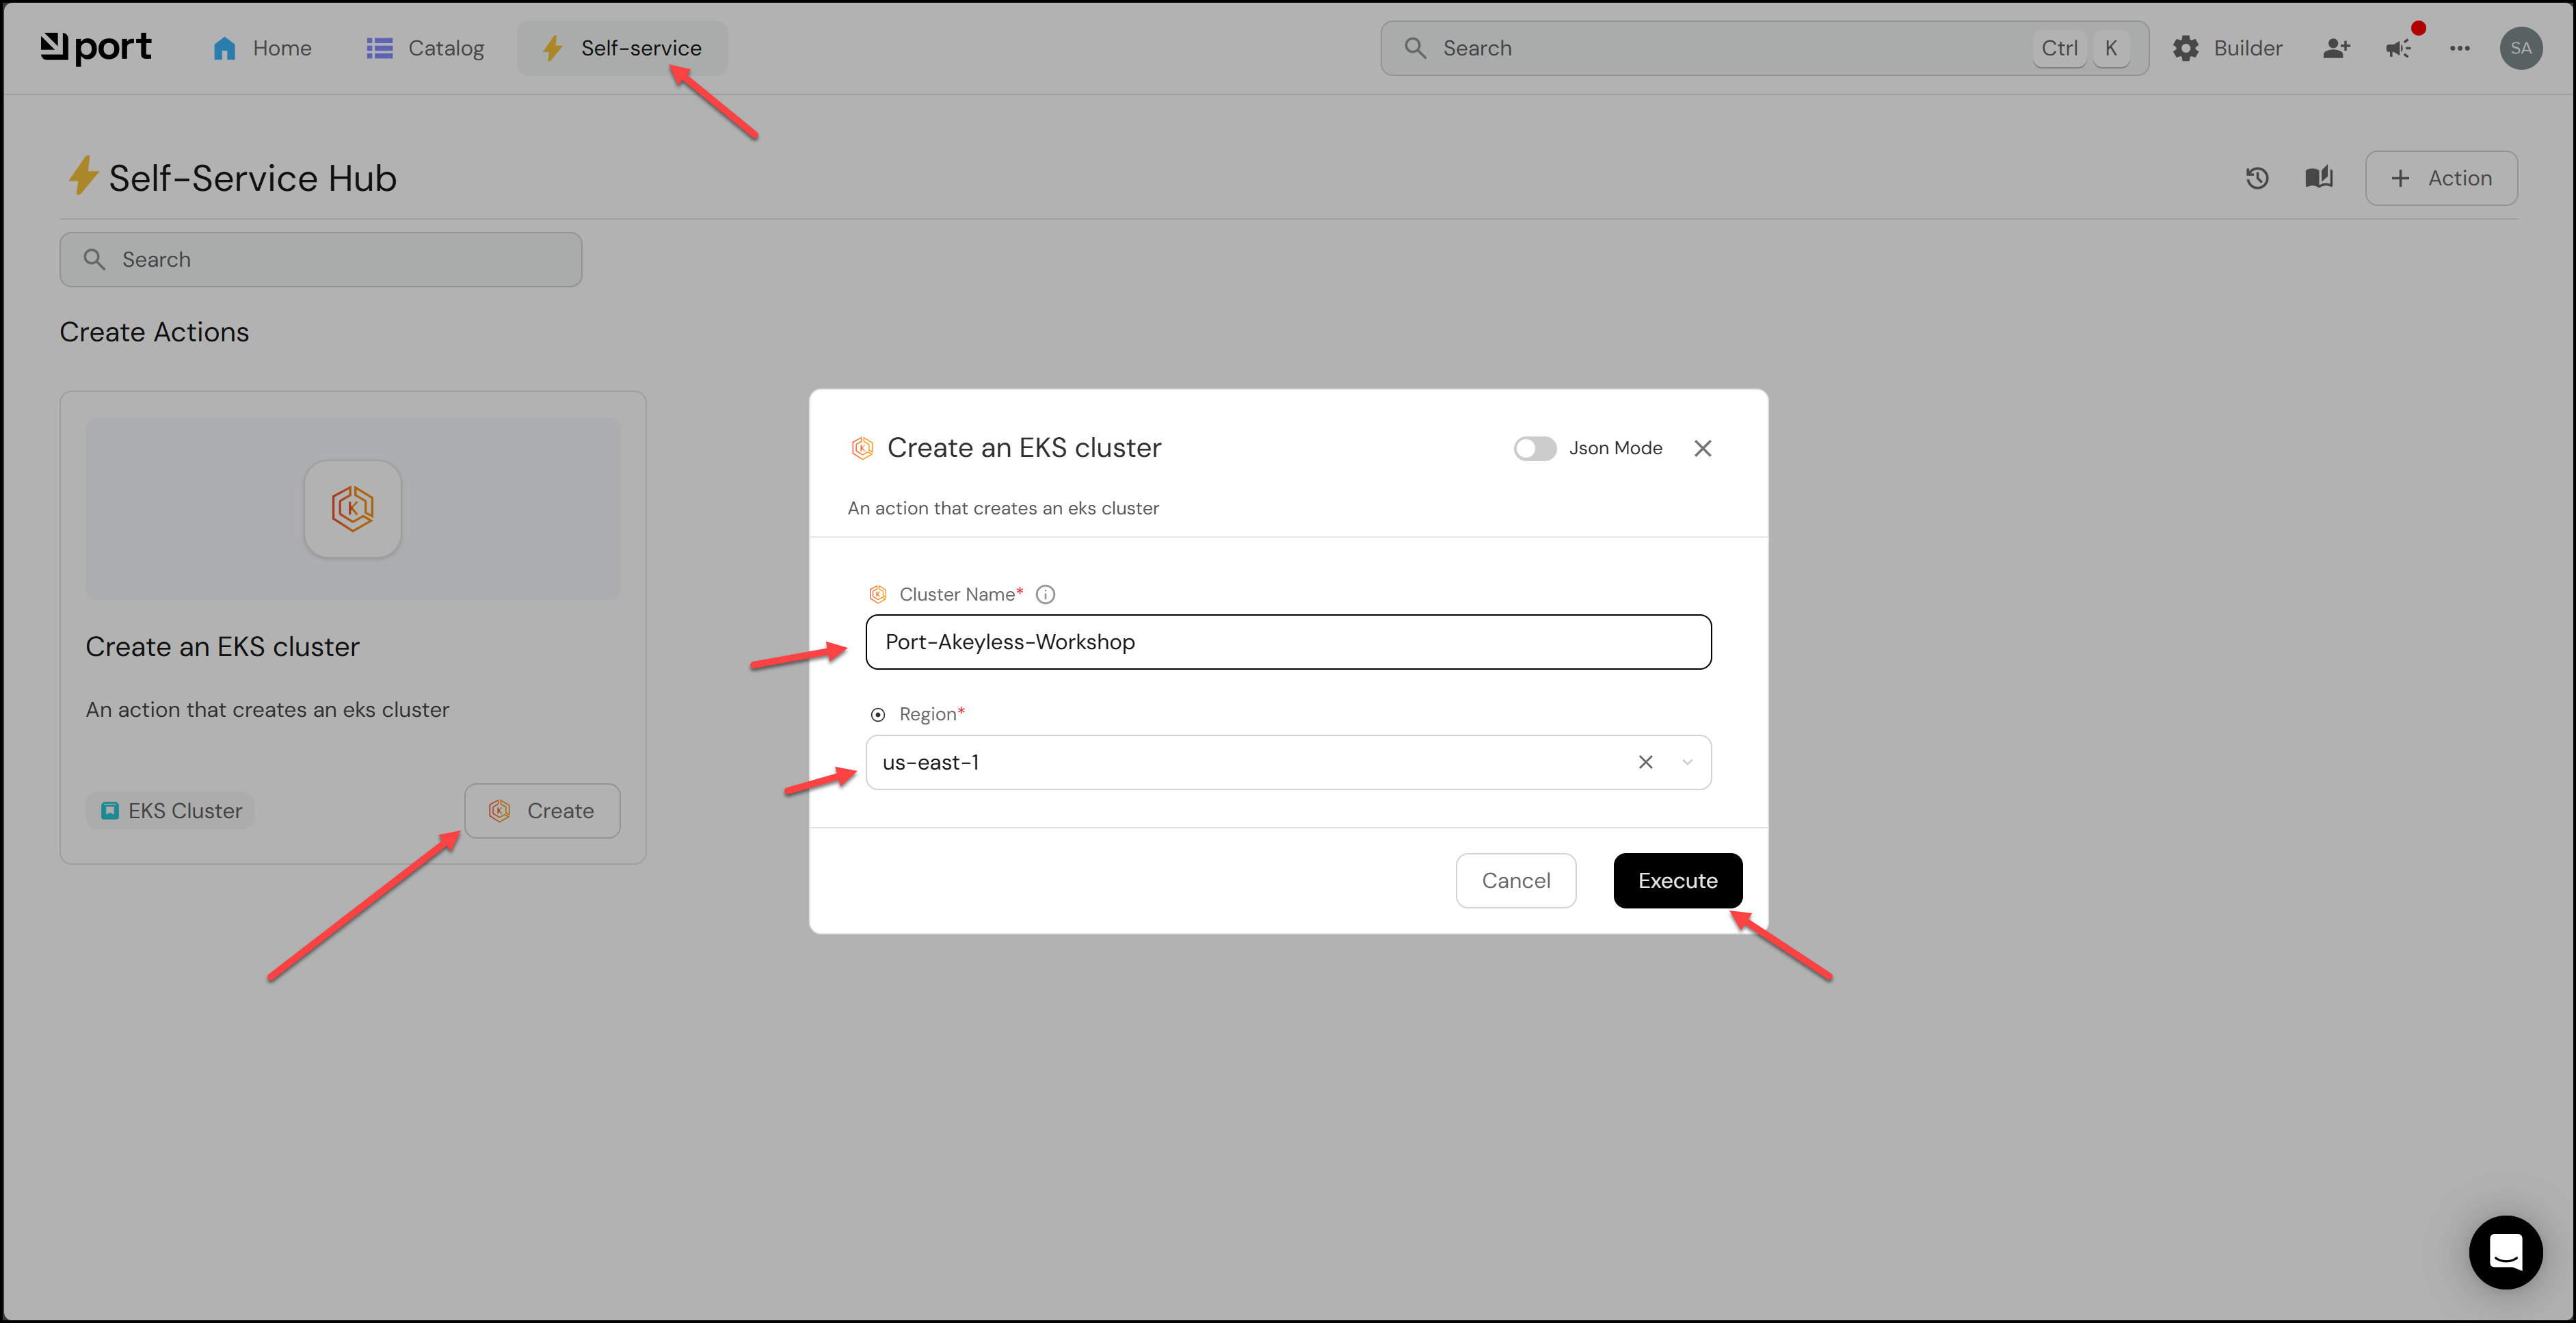 port
Home
Catalog
Self-service
Search
Ctrl
K
Builder
SA
Self-Service Hub
Action
Search
Create Actions
Create an EKS cluster
An action that creates an eks cluster
EKS Cluster
Create
Create an EKS cluster
Json Mode
An action that creates an eks cluster
Cluster Name*
Port-Akeyless-Workshop
Region*
us-east-1
Cancel
Execute